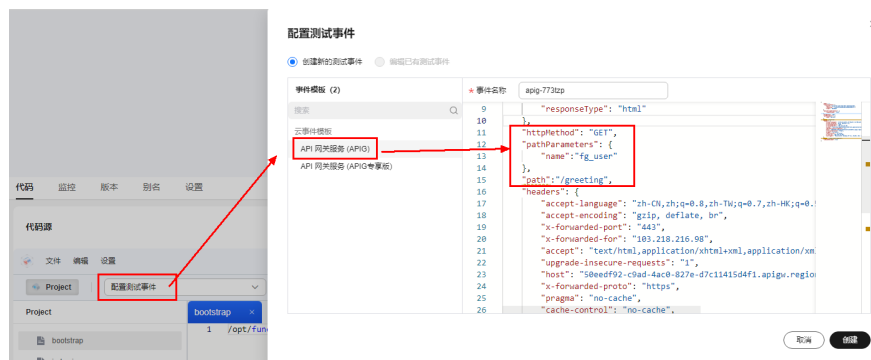 配置测试事件
创建新的测试事件 编辑已有测试事件
事件模板 (2)
搜索
云事件模板
API 网关服务 (APIG)
API 网关服务 (APIG专享版)
* 事件名称 apig-773tzp
9 "responseType": "html"
10 },
11 "httpMethod": "GET",
12 "pathParameters": {
13 "name":"fg_user"
14 },
15 "path":"/greeting",
16 "headers": {
17 "accept-language": "zh-CN,zh;q=0.8,zh-TW;q=0.7,zh-HK;q=0.
18 "accept-encoding": "gzip, deflate, br",
19 "x-forwarded-port": "443",
20 "x-forwarded-for": "103.218.216.98",
21 "accept": "text/html,application/xhtml+xml,application/xm
22 "upgrade-insecure-requests": "1",
23 "host": "50eedf92-c9ad-4ac0-827e-d7c11415d4f1.apigw.region
24 "x-forwarded-proto": "https",
25 "pragma": "no-cache",
26 "cache-control": "no-cache",
取消 创建
代码 监控 版本 别名 设置
代码源
文件 编辑 设置
Project 配置测试事件
Project
bootstrap
bootstrap ×
1 /opt/func